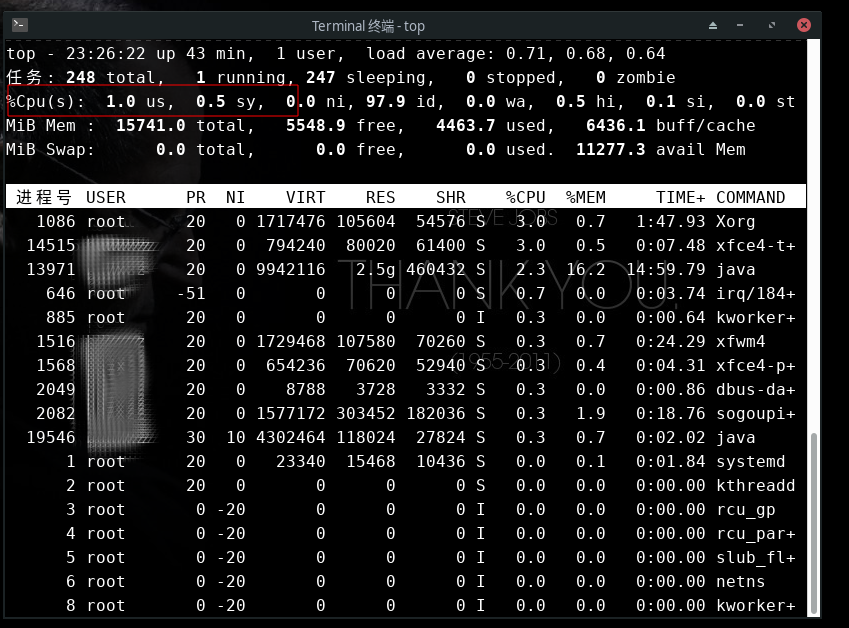 Terminal 终端 - top
top - 23:26:22 up 43 min,  1 user,  load average: 0.71, 0.68, 0.64
任务: 248 total,   1 running, 247 sleeping,   0 stopped,   0 zombie
%Cpu(s):  1.0 us,  0.5 sy,  0.0 ni, 97.9 id,  0.0 wa,  0.5 hi,  0.1 si,  0.0 st
MiB Mem :  15741.0 total,   5548.9 free,   4463.7 used,   6436.1 buff/cache
MiB Swap:      0.0 total,      0.0 free,      0.0 used.  11277.3 avail Mem
进程号 USER      PR  NI    VIRT    RES    SHR    %CPU  %MEM     TIME+ COMMAND
1086 root      20   0 1717476 105604  54576 S   3.0   0.7   1:47.93 Xorg
14515      20   0  794240  80020  61400 S   3.0   0.5   0:07.48 xfce4-t+
13971      20   0 9942116   2.5g 460432 S   2.3  16.2  14:59.79 java
646 root     -51   0       0      0      0 S   0.7   0.0   0:03.74 irq/184+
885 root      20   0       0      0      0 I   0.3   0.0   0:00.64 kworker+
1516      20   0 1729468 107580  70260 S   0.3   0.7   0:24.29 xfwm4
1568      20   0  654236  70620  52940 S   0.3   0.4   0:04.31 xfce4-p+
2049      20   0    8788   3728   3332 S   0.3   0.0   0:00.86 dbus-da+
2082      20   0 1577172 303452 182036 S   0.3   1.9   0:18.76 sogoupi+
19546      30  10 4302464 118024  27824 S   0.3   0.7   0:02.02 java
1 root      20   0   23340  15468  10436 S   0.0   0.1   0:01.84 systemd
2 root      20   0       0      0      0 S   0.0   0.0   0:00.00 kthreadd
3 root       0 -20       0      0      0 I   0.0   0.0   0:00.00 rcu_gp
4 root       0 -20       0      0      0 I   0.0   0.0   0:00.00 rcu_par+
5 root       0 -20       0      0      0 I   0.0   0.0   0:00.00 slub_fl+
6 root       0 -20       0      0      0 I   0.0   0.0   0:00.00 netns
8 root       0 -20       0      0      0 I   0.0   0.0   0:00.00 kworker+
STEVE JOBS
THANK YOU.
(1955-2011)